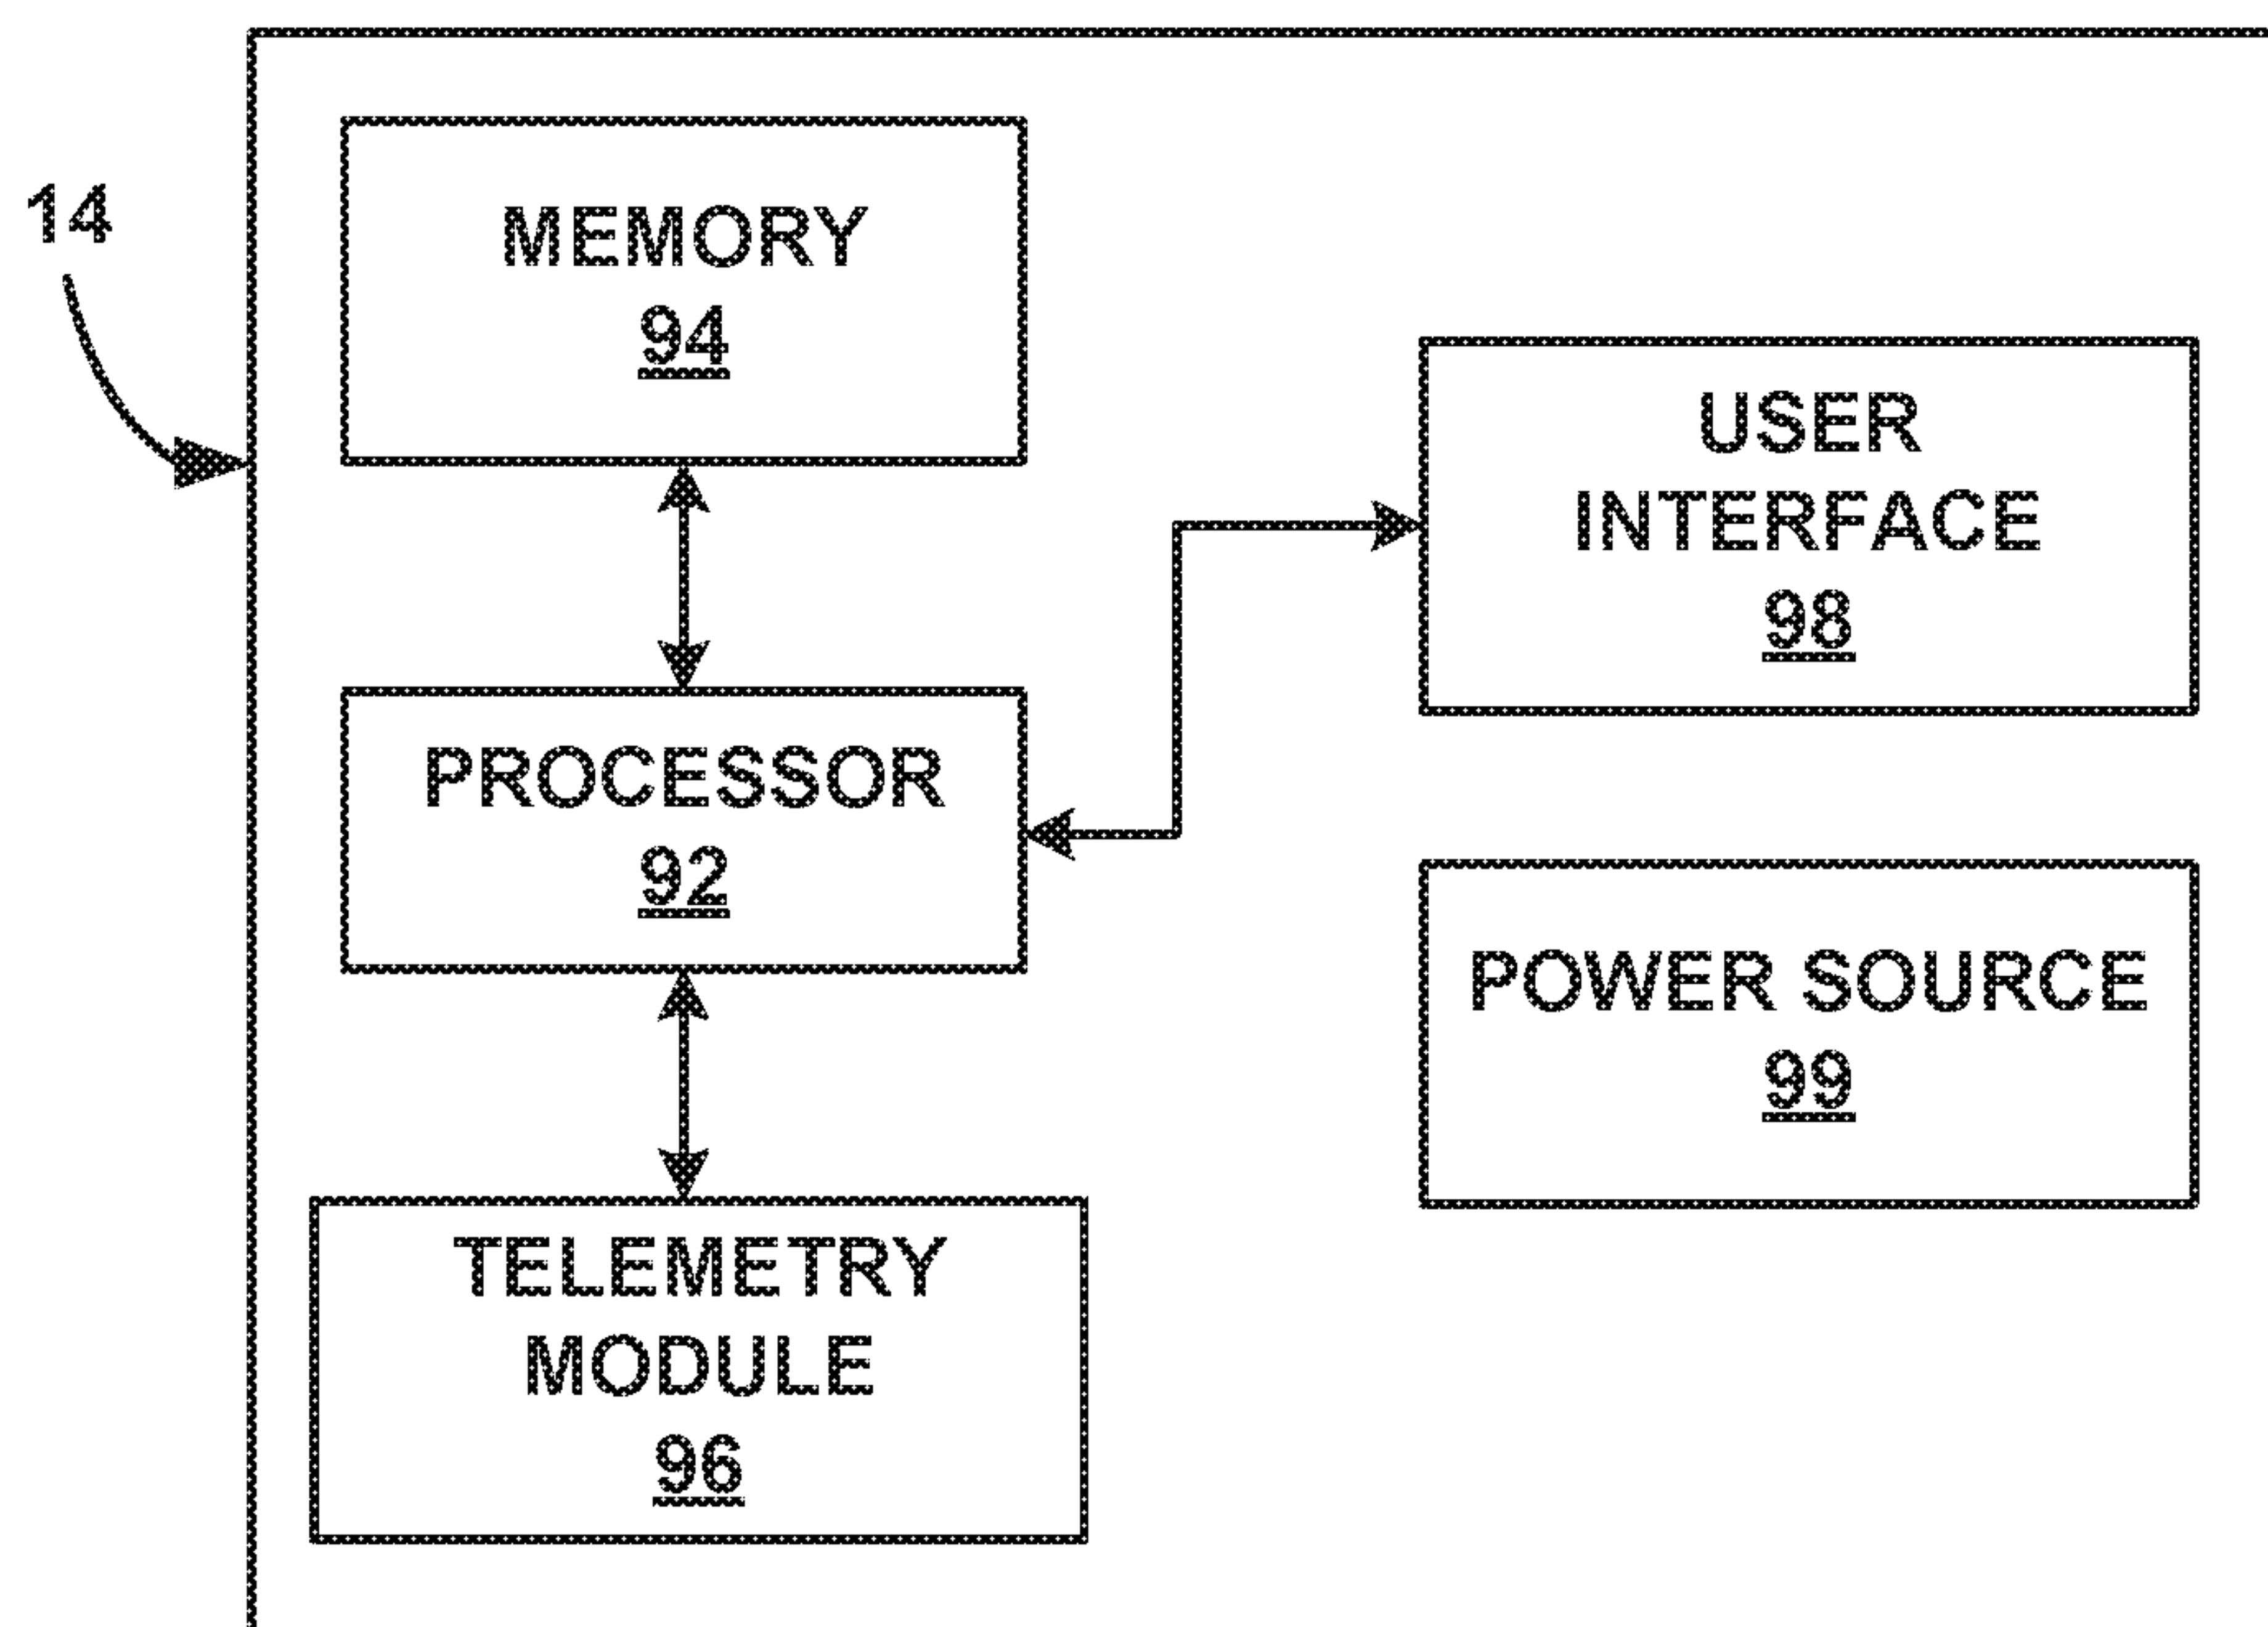 14
MEMORY
94
USER
INTERFACE
98
PROCESSOR
92
POWER SOURCE
99
TELEMETRY
MODULE
96